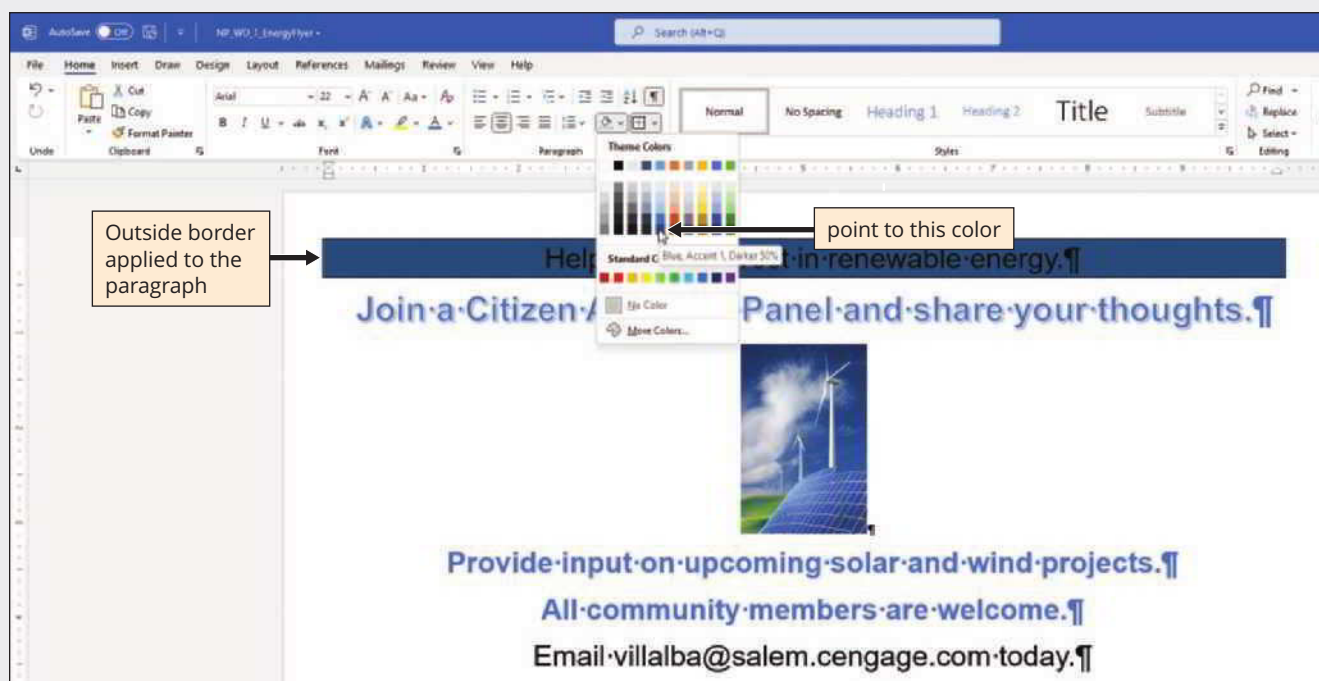 AutoSave Off NP_WD_1_EnergyFlyer
Search (Alt+Q)
File Home Insert Draw Design Layout References Mailings Review View Help
Cut
Copy
Format Painter
Paste
Arial 22 A A Aa
B I U ab x x A A
Normal No Spacing Heading 1 Heading 2 Title Subtitle
Find
Replace
Select
Undo Clipboard Font Paragraph Styles Editing
Theme Colors
Blue, Accent 1, Darker 50%
Standard C
No Color
More Colors...
Outside border
applied to the
paragraph
point to this color
Help in·renewable·energy.¶
Join·a·Citizen· Panel·and·share·your·thoughts.¶
¶
Provide·input·on·upcoming·solar·and·wind·projects.¶
All·community·members·are·welcome.¶
Email·villalba@salem.cengage.com·today.¶